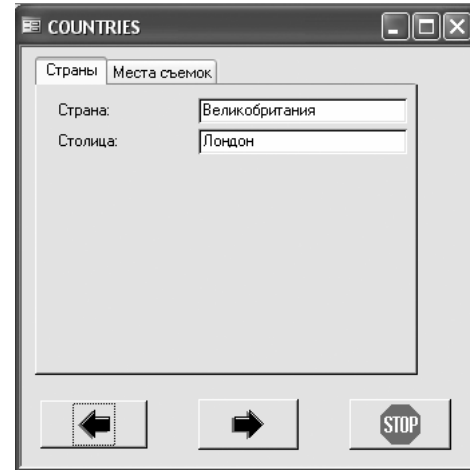 COUNTRIES
Страны Места съемок
Страна: Великобритания
Столица: Лондон
STOP